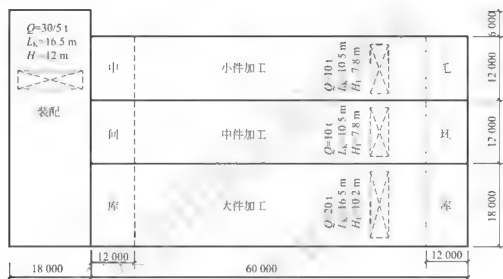 Q=30/5 t
Lₖ=16.5 m
H=12 m
装配
中
间
库
小件加工
Q=10 t
Lₖ=10.5 m
H₁=7.8 m
中件加工
Q=10 t
Lₖ=10.5 m
H₁=7.8 m
大件加工
Q=20 t
Lₖ=16.5 m
H₁=10.2 m
毛
坯
库
6 000
12 000
12 000
18 000
12 000
12 000
18 000
60 000